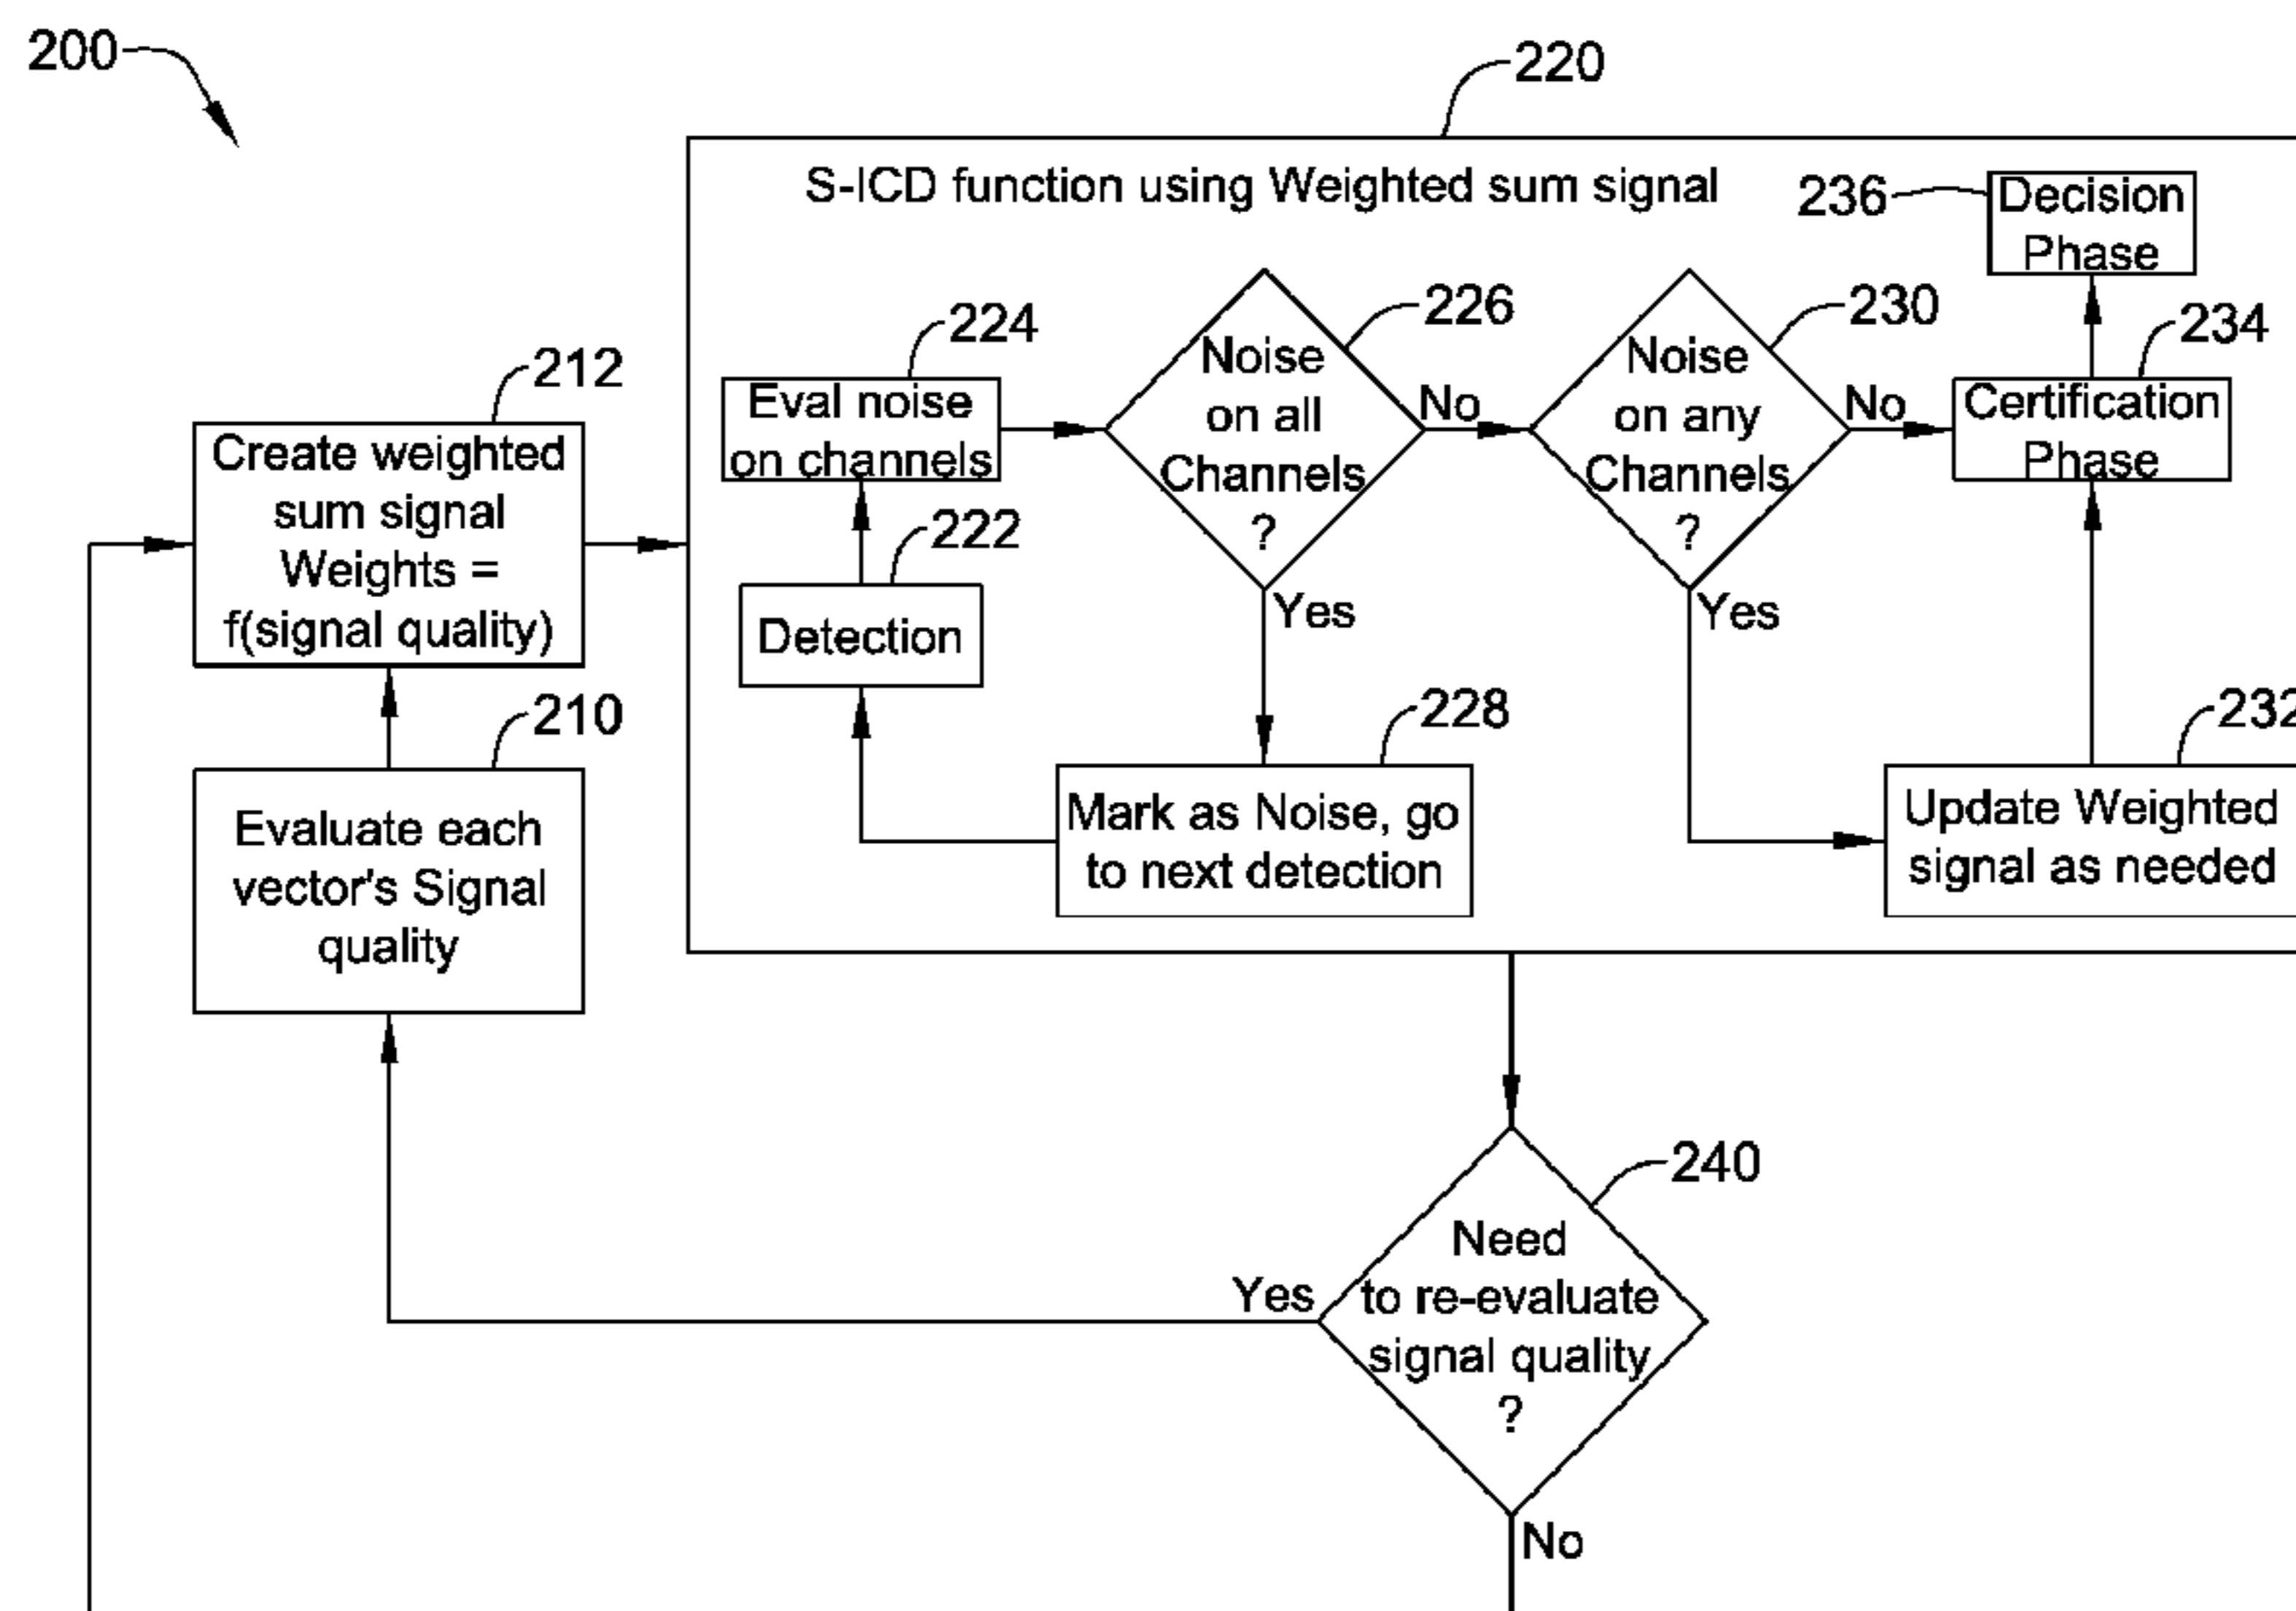 200
220
S-ICD function using Weighted sum signal
236
Decision
Phase
224
226
230
234
212
Eval noise
on channels
Noise
on all
Channels
?
No
Noise
on any
Channels
?
No
Certification
Phase
Create weighted
sum signal
Weights =
f(signal quality)
222
Detection
Yes
Yes
210
228
232
Evaluate each
vector's Signal
quality
Mark as Noise, go
to next detection
Update Weighted
signal as needed
240
Need
to re-evaluate
signal quality
?
Yes
No